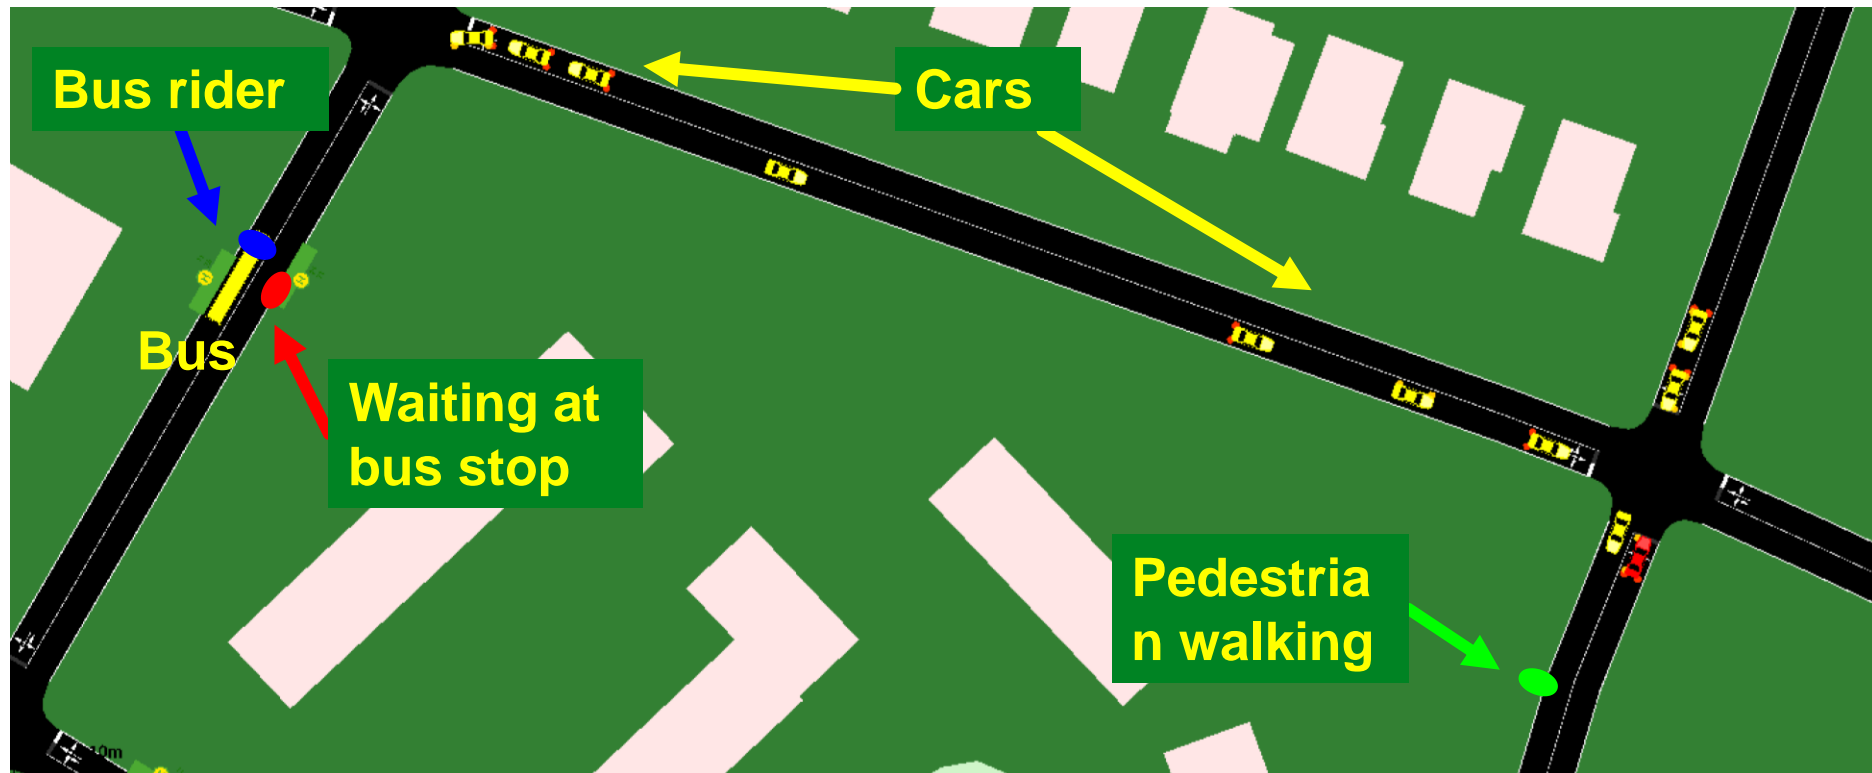 Bus rider
Cars
Bus
Waiting at
bus stop
Pedestria
n walking
10m